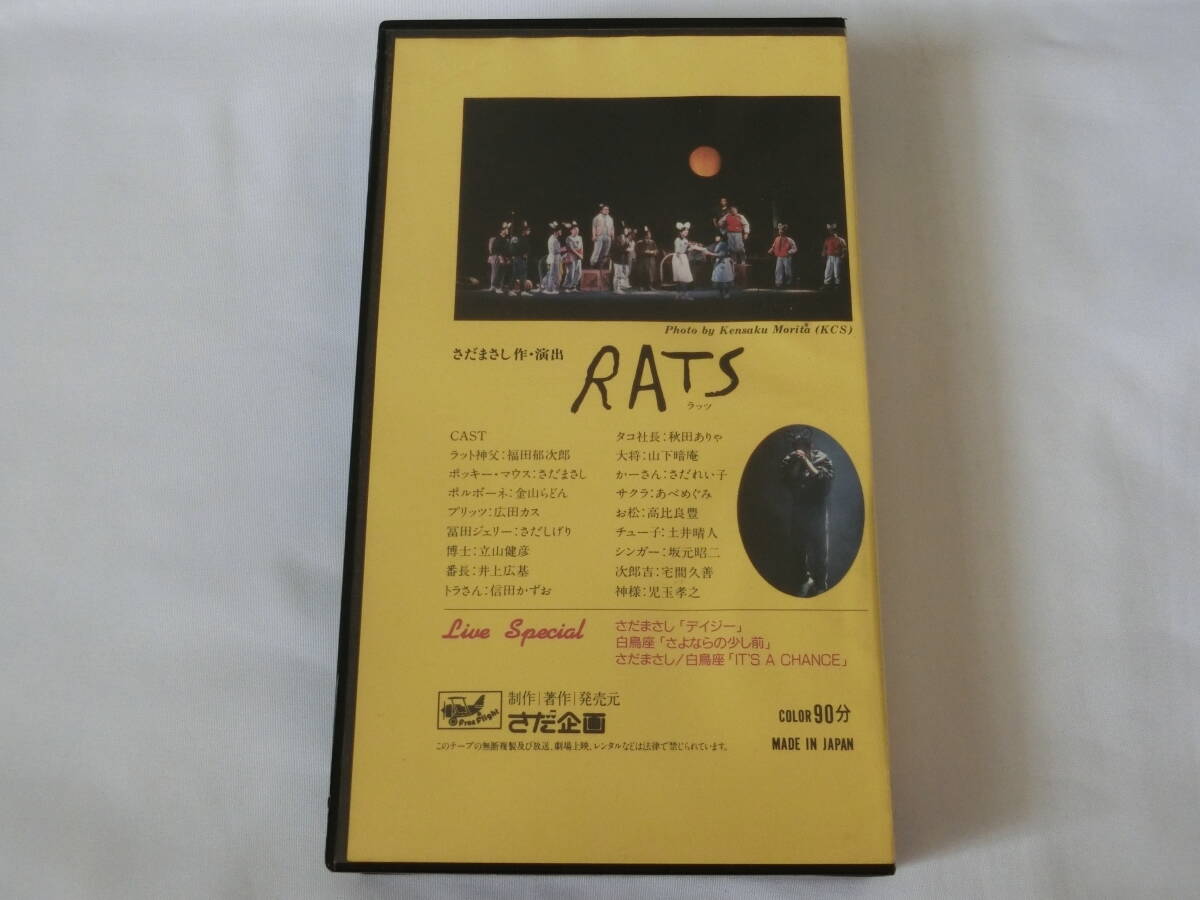 Photo by Kensaku Morita (KCS)
さだまさし作・演出
RATS
ラッツ
CAST
ラット神父：福田郁次郎
ポッキー・マウス：さだまさし
ポルボーネ：金山らどん
プリッツ：広田カス
冨田ジェリー：さだしげり
博士：立山健彦
番長：井上広基
トラさん：信田かずお
タコ社長：秋田ありゃ
大将：山下暗庵
かーさん：さだれい子
サクラ：あべめぐみ
お松：高比良豊
チュー子：土井晴人
シンガー：坂元昭二
次郎吉：宅間久善
神様：児玉孝之
Live Special
さだまさし「デイジー」
白鳥座「さよならの少し前」
さだまさし/白鳥座「IT'S A CHANCE」
Free Flight
制作|著作|発売元
さだ企画
このテープの無断複製及び放送、劇場上映、レンタルなどは法律で禁じられています。
COLOR 90分
MADE IN JAPAN